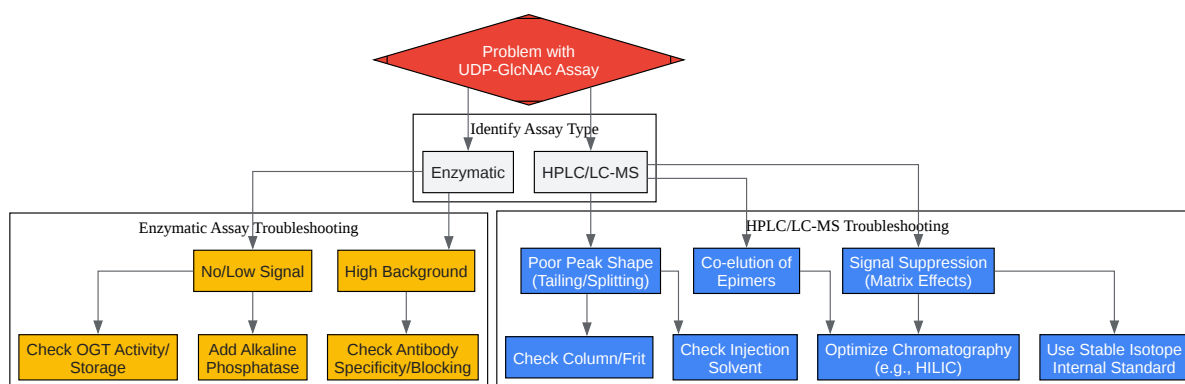 Problem with
UDP-GlcNAc Assay
Identify Assay Type
Enzymatic
HPLC/LC-MS
Enzymatic Assay Troubleshooting
HPLC/LC-MS Troubleshooting
No/Low Signal
High Background
Poor Peak Shape
(Tailing/Splitting)
Co-elution of
Epimers
Signal Suppression
(Matrix Effects)
Check OGT Activity/
Storage
Add Alkaline
Phosphatase
Check Antibody
Specificity/Blocking
Check Column/Frit
Check Injection
Solvent
Optimize Chromatography
(e.g., HILIC)
Use Stable Isotope
Internal Standard